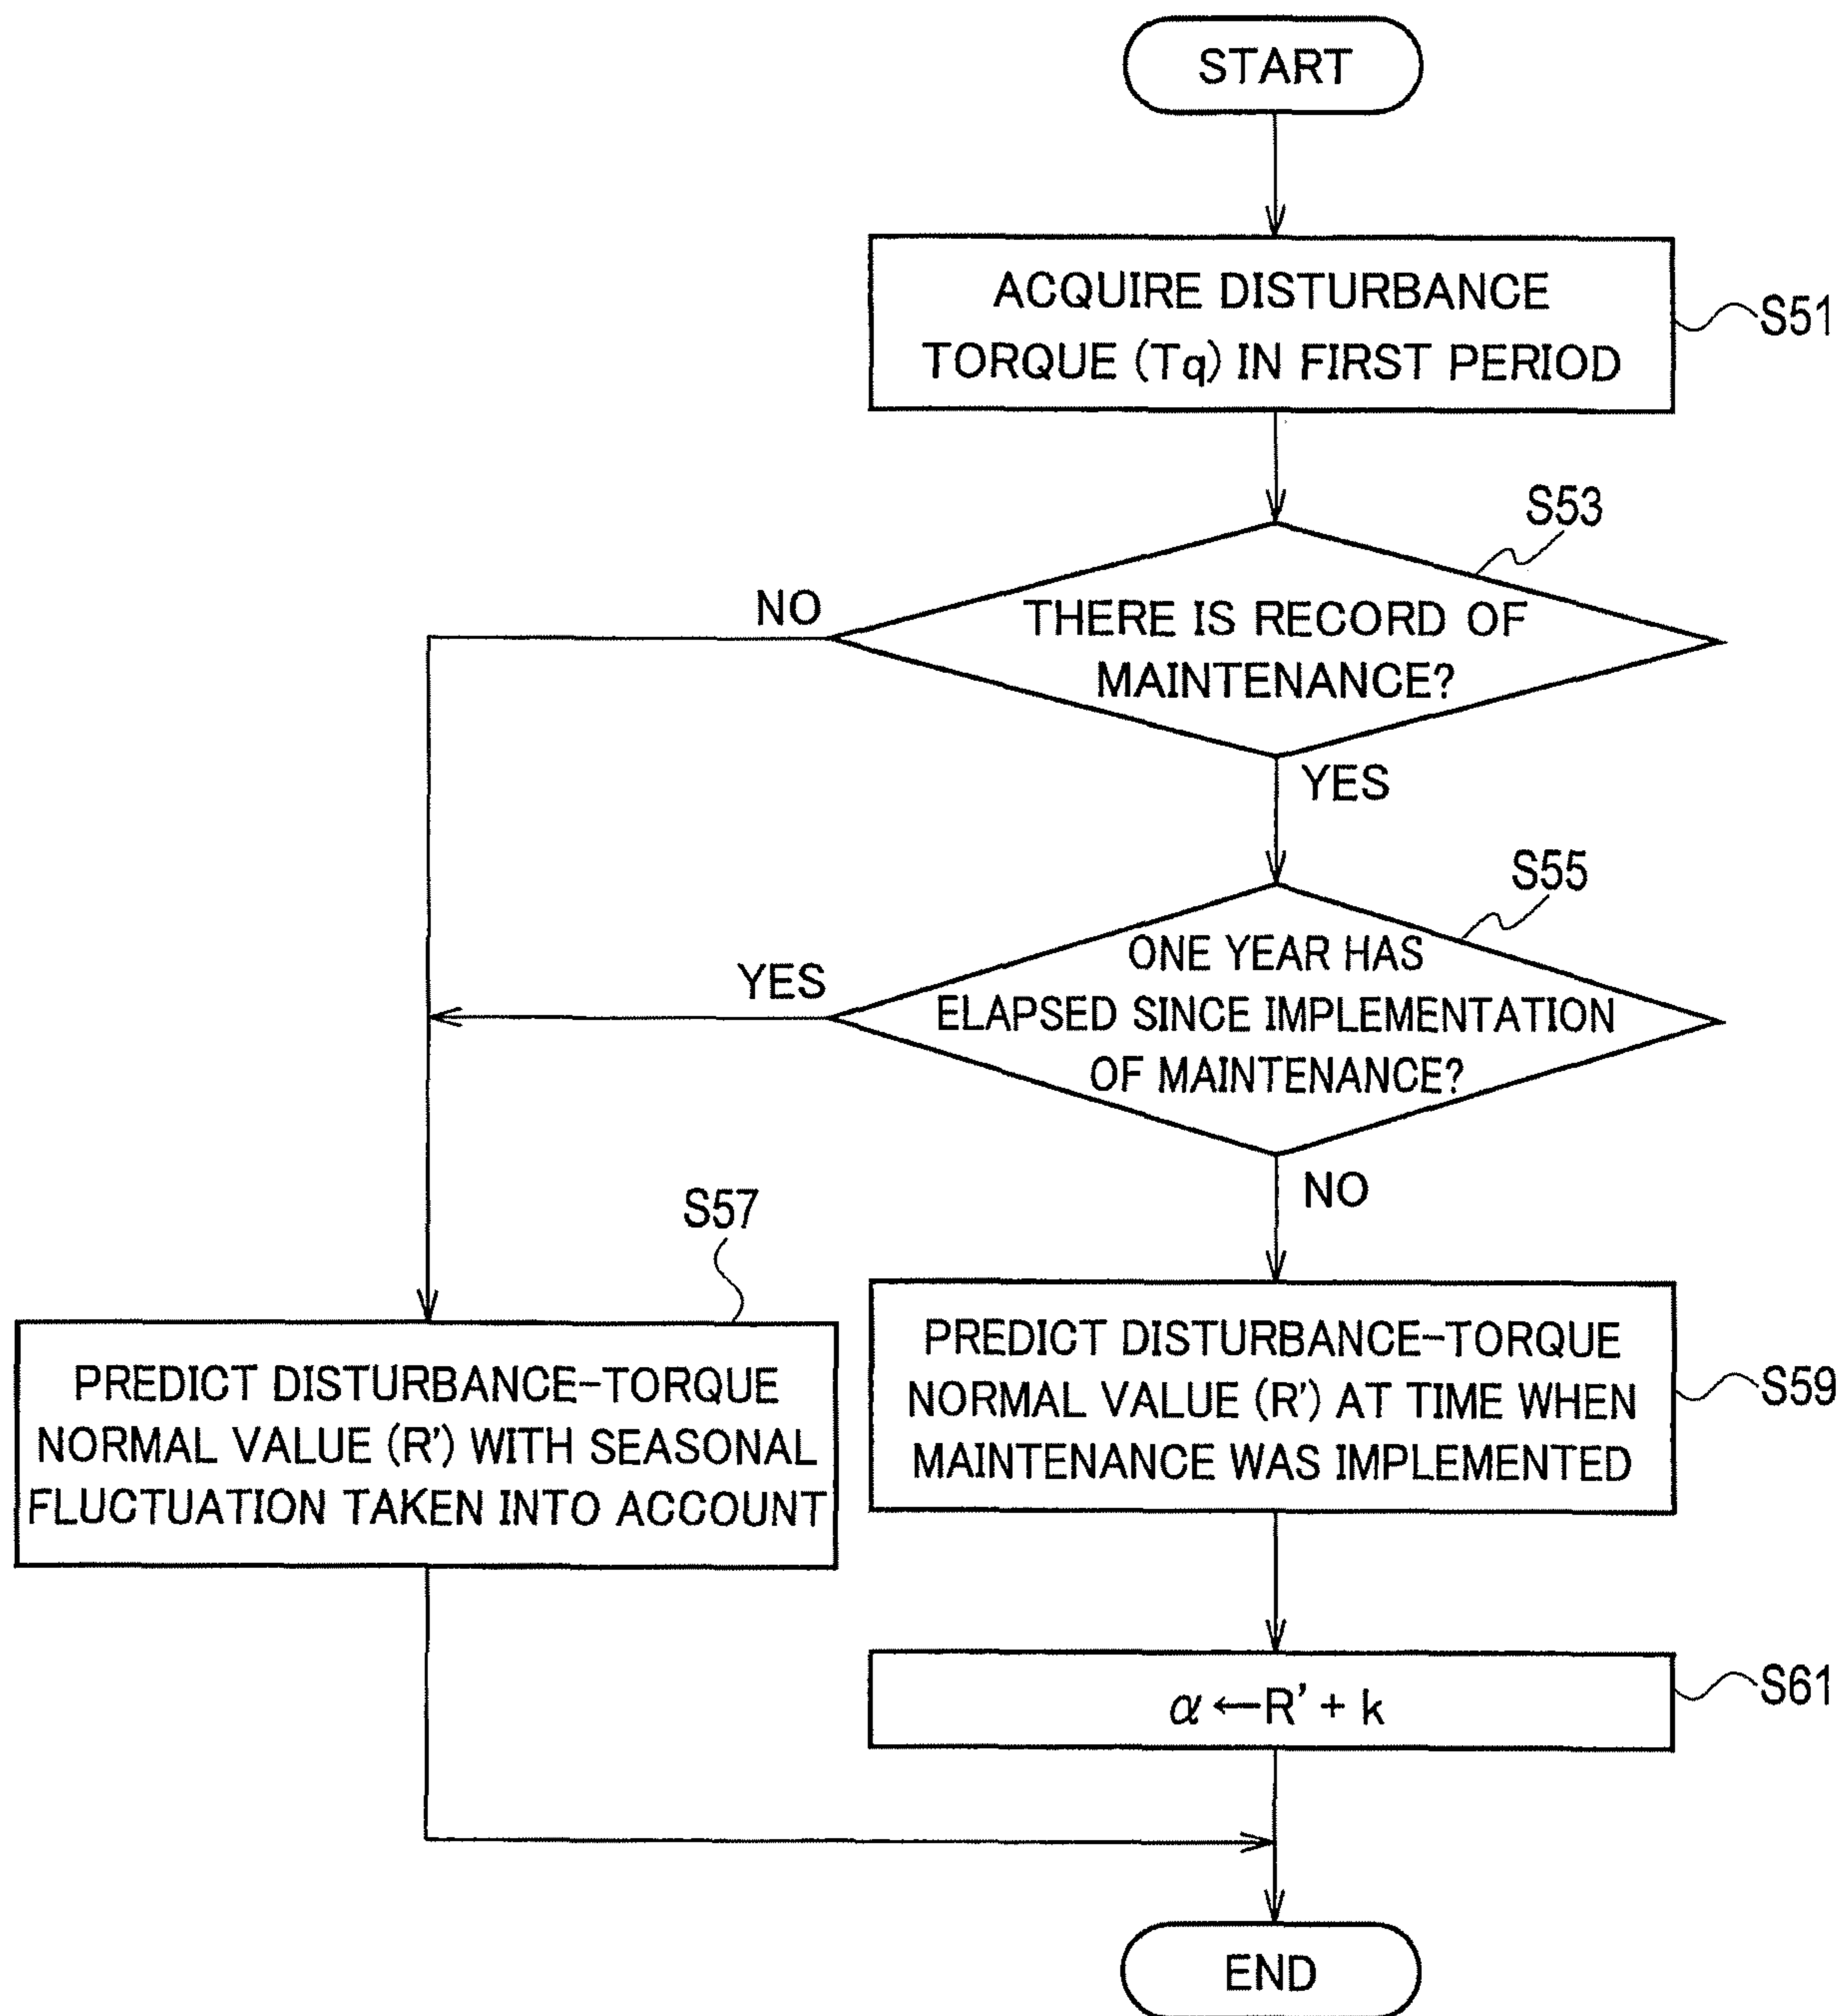 START
ACQUIRE DISTURBANCE
TORQUE (Tq) IN FIRST PERIOD
S51
S53
THERE IS RECORD OF
MAINTENANCE?
NO
YES
S55
ONE YEAR HAS
ELAPSED SINCE IMPLEMENTATION
OF MAINTENANCE?
YES
NO
S57
PREDICT DISTURBANCE-TORQUE
NORMAL VALUE (R') WITH SEASONAL
FLUCTUATION TAKEN INTO ACCOUNT
PREDICT DISTURBANCE-TORQUE
NORMAL VALUE (R') AT TIME WHEN
MAINTENANCE WAS IMPLEMENTED
S59
α←R' + k
S61
END